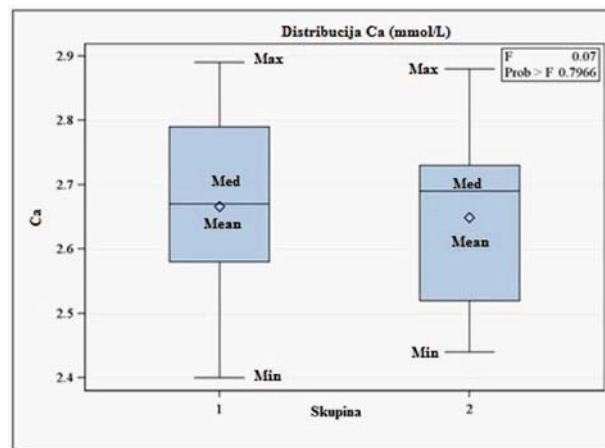 Distribucija Ca (mmol/L)
F 0.07
Prob > F 0.7966
2.9
2.8
2.7
2.6
2.5
2.4
Ca
Max
Med
Mean
Min
Max
Med
Mean
Min
1
2
Skupina